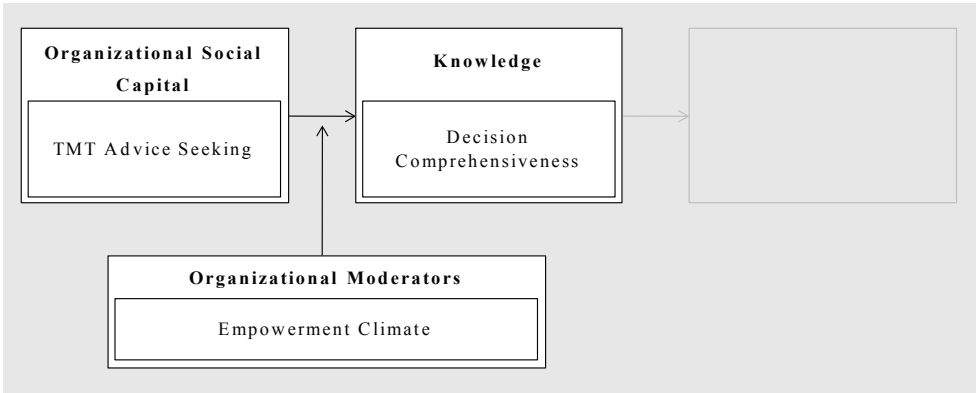 Organizational Social
Capital
TMT Advice Seeking
Knowledge
Decision
Comprehensiveness
Organizational Moderators
Empowerment Climate